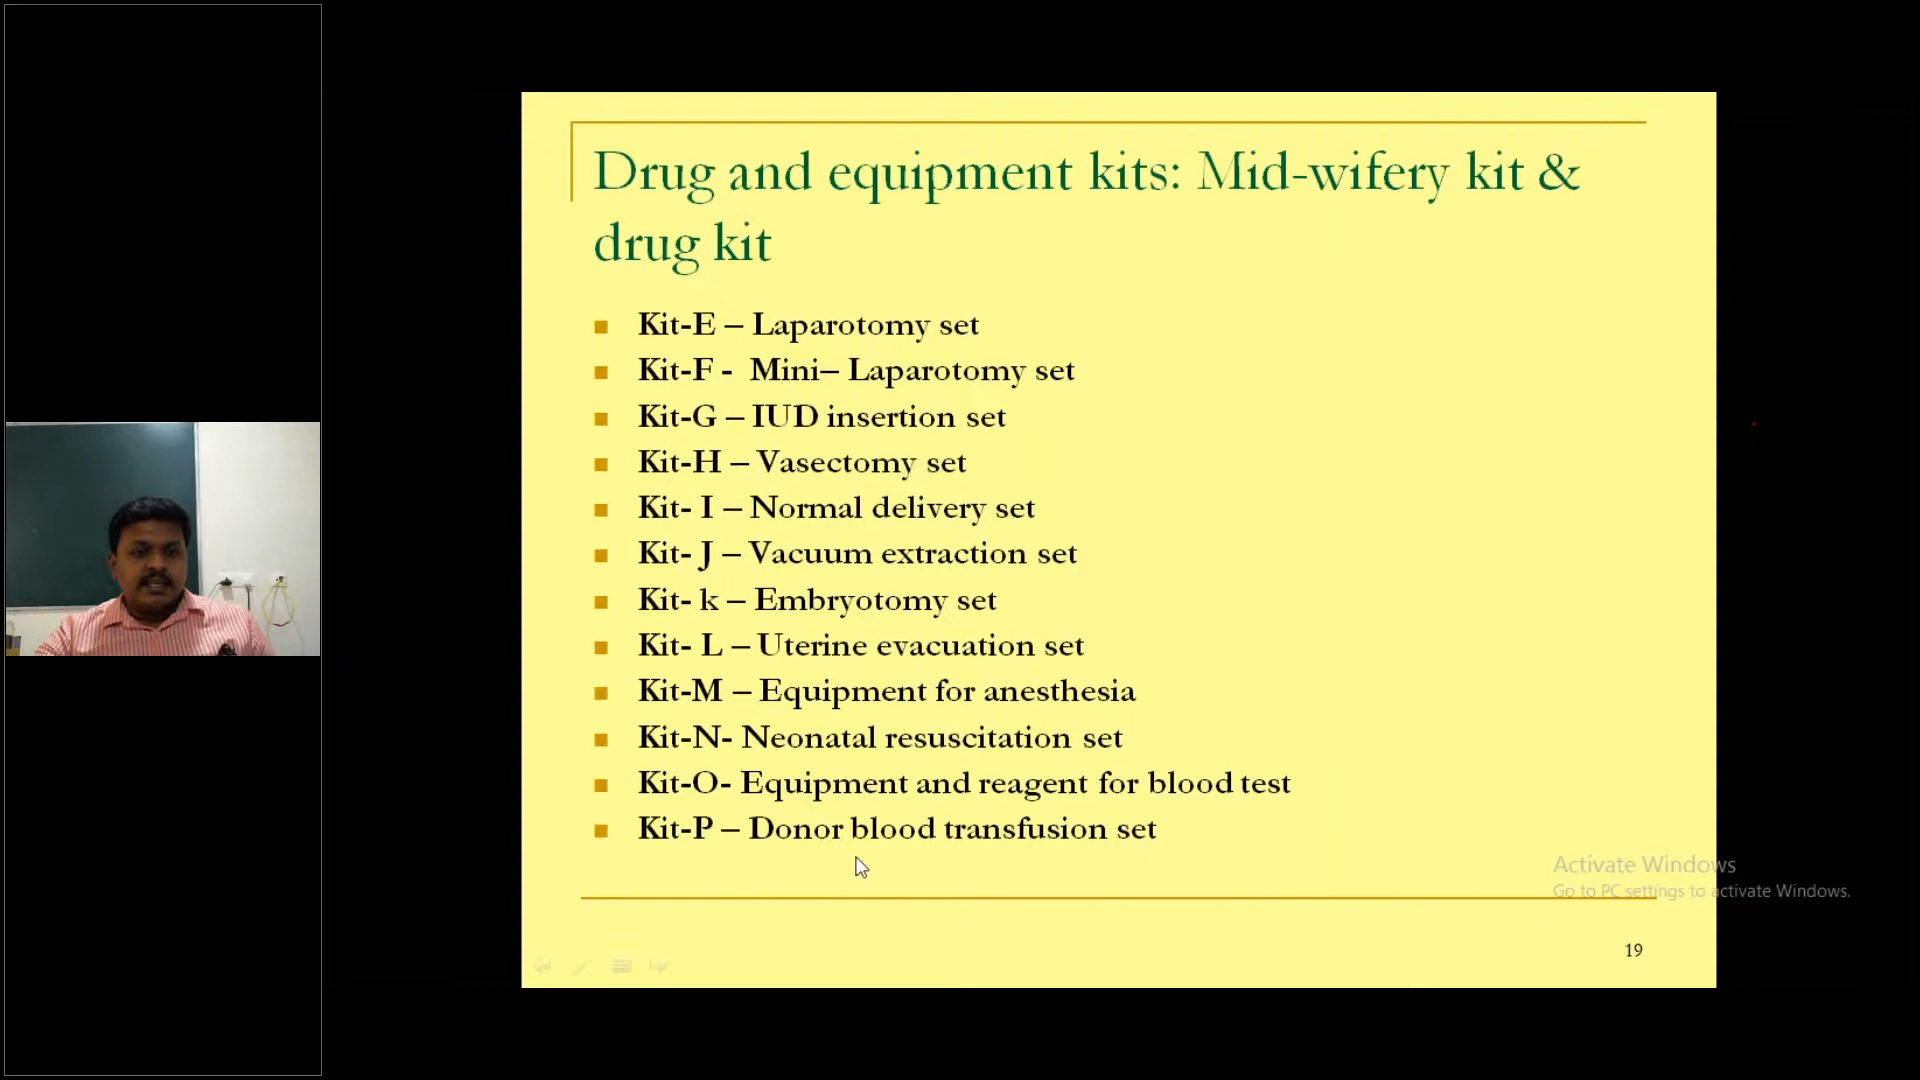 Drug and equipment kits: Mid-wifery kit &
drug kit
Kit-E – Laparotomy set
Kit-F - Mini– Laparotomy set
Kit-G – IUD insertion set
Kit-H – Vasectomy set
Kit- I – Normal delivery set
Kit- J – Vacuum extraction set
Kit- k – Embryotomy set
Kit- L – Uterine evacuation set
Kit-M – Equipment for anesthesia
Kit-N- Neonatal resuscitation set
Kit-O- Equipment and reagent for blood test
Kit-P – Donor blood transfusion set
Activate Windows
Go to PC settings to activate Windows.
19